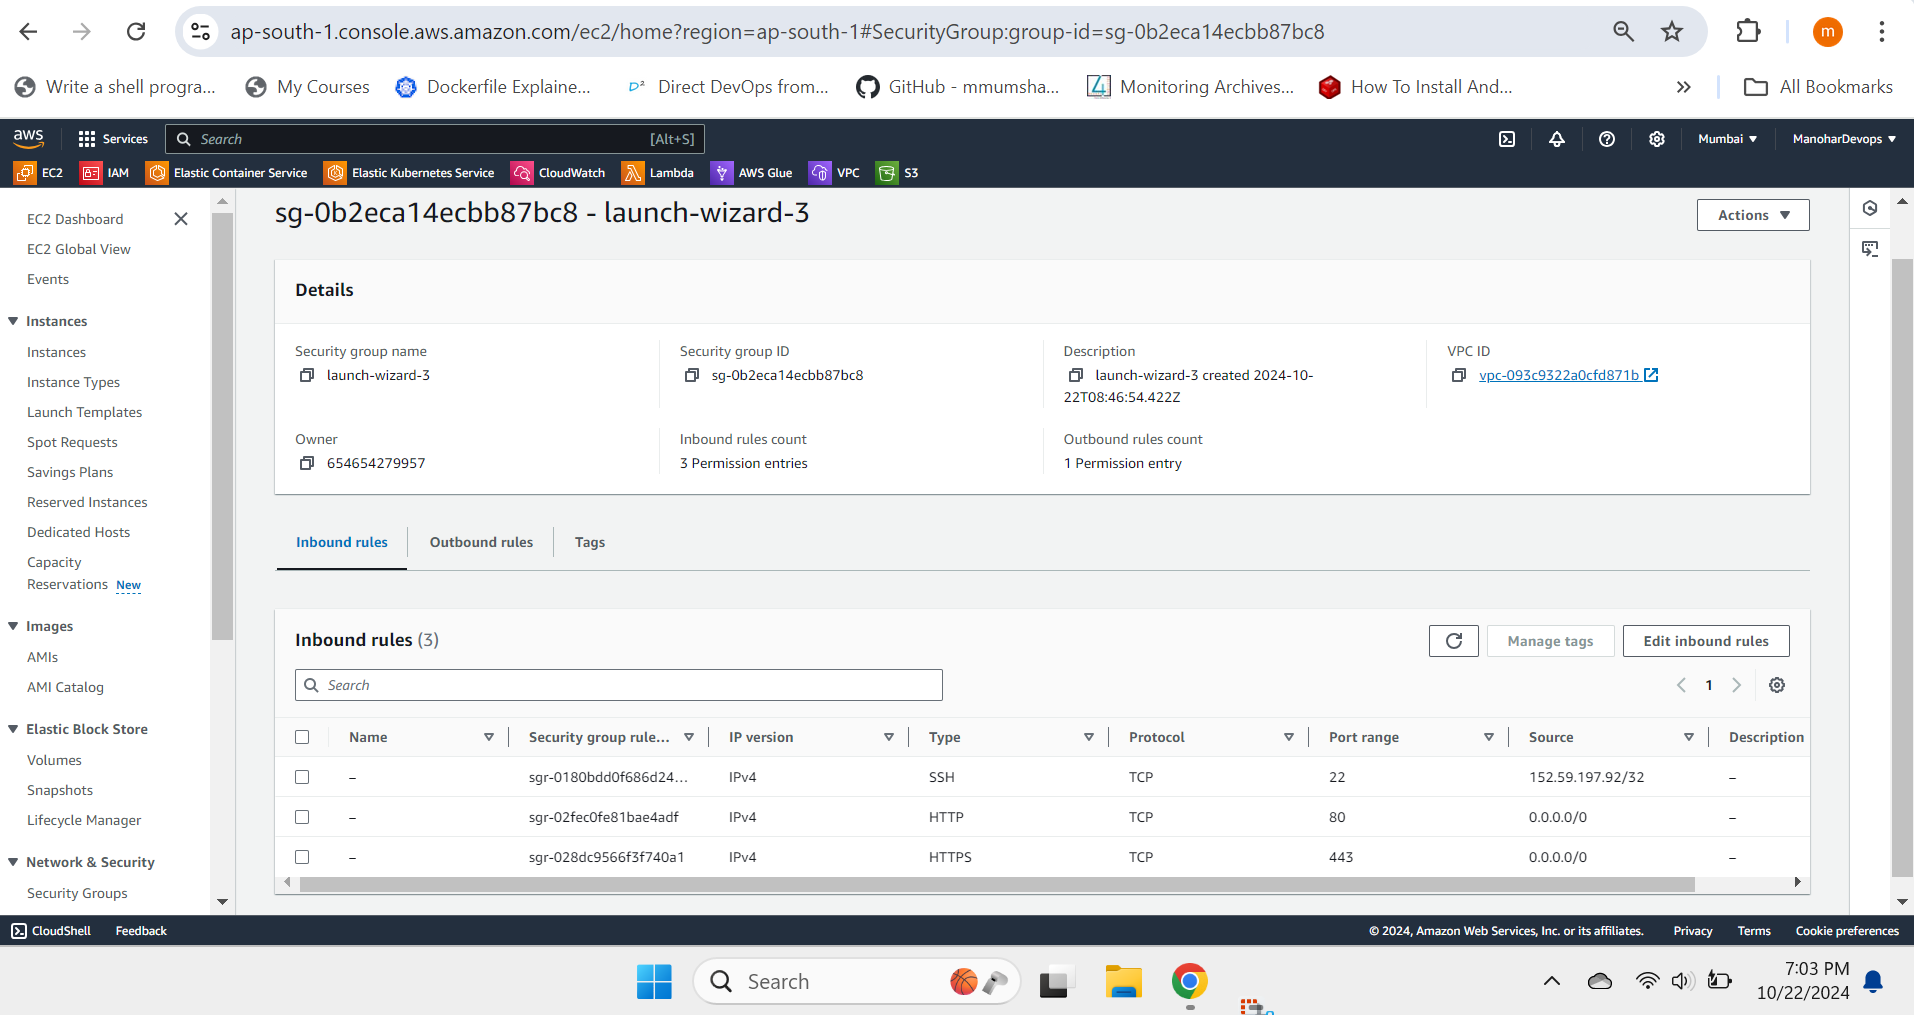 ap-south-1.console.aws.amazon.com/ec2/home?region=ap-south-1#SecurityGroup:group-id=sg-0b2eca14ecbb87bc8
m
Write a shell progra...
My Courses
Dockerfile Explaine...
D² Direct DevOps from...
GitHub - mmumsha...
Monitoring Archives...
How To Install And...
All Bookmarks
aws
Services
Search
[Alt+S]
Mumbai
ManoharDevops
EC2
IAM
Elastic Container Service
Elastic Kubernetes Service
CloudWatch
Lambda
AWS Glue
VPC
S3
EC2 Dashboard
EC2 Global View
Events
Instances
Instances
Instance Types
Launch Templates
Spot Requests
Savings Plans
Reserved Instances
Dedicated Hosts
Capacity
Reservations New
Images
AMIs
AMI Catalog
Elastic Block Store
Volumes
Snapshots
Lifecycle Manager
Network & Security
Security Groups
sg-0b2eca14ecbb87bc8 - launch-wizard-3
Actions
Details
Security group name
launch-wizard-3
Security group ID
sg-0b2eca14ecbb87bc8
Description
launch-wizard-3 created 2024-10-
22T08:46:54.422Z
VPC ID
vpc-093c9322a0cfd871b
Owner
654654279957
Inbound rules count
3 Permission entries
Outbound rules count
1 Permission entry
Inbound rules
Outbound rules
Tags
Inbound rules (3)
Manage tags
Edit inbound rules
Search
1
Name Security group rule... IP version Type Protocol Port range Source Description
– sgr-0180bdd0f686d24... IPv4 SSH TCP 22 152.59.197.92/32 –
– sgr-02fec0fe81bae4adf IPv4 HTTP TCP 80 0.0.0.0/0 –
– sgr-028dc9566f3f740a1 IPv4 HTTPS TCP 443 0.0.0.0/0 –
CloudShell
Feedback
© 2024, Amazon Web Services, Inc. or its affiliates.
Privacy
Terms
Cookie preferences
Search
7:03 PM
10/22/2024